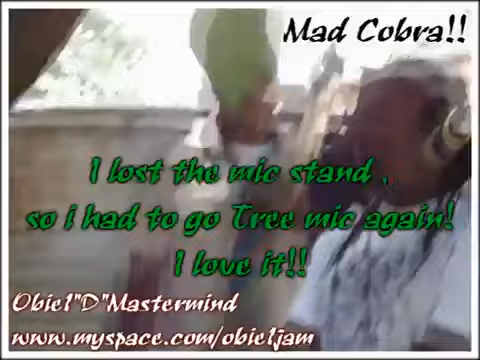 Mad Cobra!!
I lost the mic stand .
so i had to go Tree mic again!
I love it!!
Obie1"D"Mastermind
www.myspace.com/obie1jam